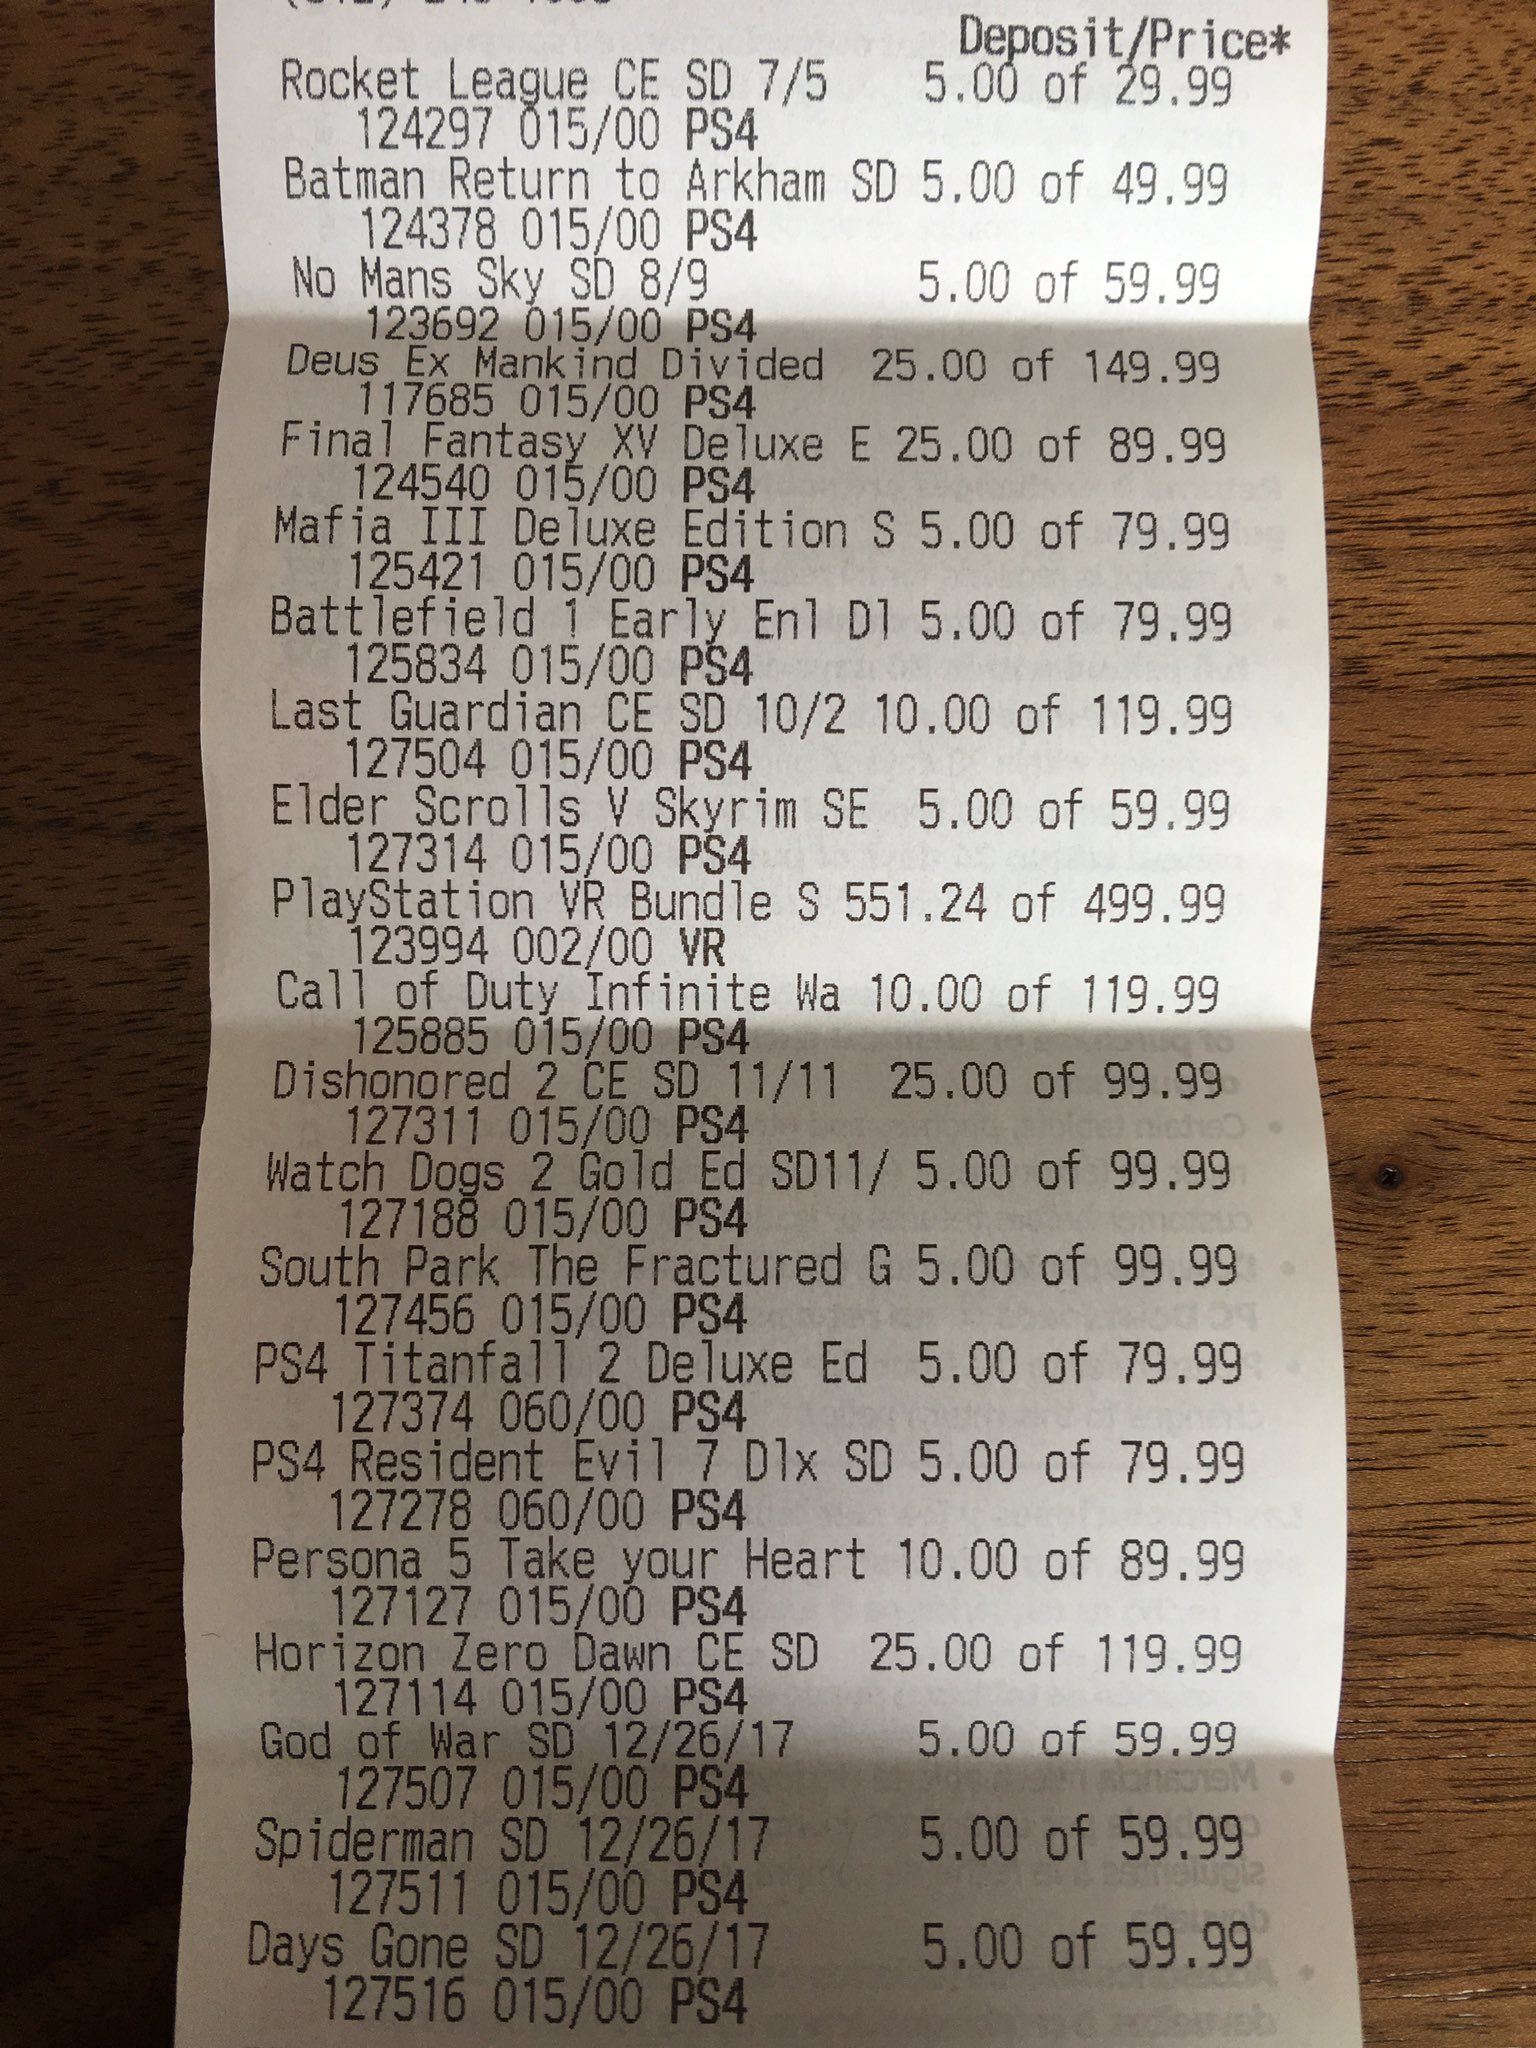 Deposit/Price*
Rocket League CE SD 7/5 5.00 of 29.99
124297 015/00 PS4
Batman Return to Arkham SD 5.00 of 49.99
124378 015/00 PS4
No Mans Sky SD 8/9 5.00 of 59.99
123692 015/00 PS4
Deus Ex Mankind Divided 25.00 of 149.99
117685 015/00 PS4
Final Fantasy XV Deluxe E 25.00 of 89.99
124540 015/00 PS4
Mafia III Deluxe Edition S 5.00 of 79.99
125421 015/00 PS4
Battlefield 1 Early Enl Dl 5.00 of 79.99
125834 015/00 PS4
Last Guardian CE SD 10/2 10.00 of 119.99
127504 015/00 PS4
Elder Scrolls V Skyrim SE 5.00 of 59.99
127314 015/00 PS4
PlayStation VR Bundle S 551.24 of 499.99
123994 002/00 VR
Call of Duty Infinite Wa 10.00 of 119.99
125885 015/00 PS4
Dishonored 2 CE SD 11/11 25.00 of 99.99
127311 015/00 PS4
Watch Dogs 2 Gold Ed SD11/ 5.00 of 99.99
127188 015/00 PS4
South Park The Fractured G 5.00 of 99.99
127456 015/00 PS4
PS4 Titanfall 2 Deluxe Ed 5.00 of 79.99
127374 060/00 PS4
PS4 Resident Evil 7 Dlx SD 5.00 of 79.99
127278 060/00 PS4
Persona 5 Take your Heart 10.00 of 89.99
127127 015/00 PS4
Horizon Zero Dawn CE SD 25.00 of 119.99
127114 015/00 PS4
God of War SD 12/26/17 5.00 of 59.99
127507 015/00 PS4
Spiderman SD 12/26/17 5.00 of 59.99
127511 015/00 PS4
Days Gone SD 12/26/17 5.00 of 59.99
127516 015/00 PS4